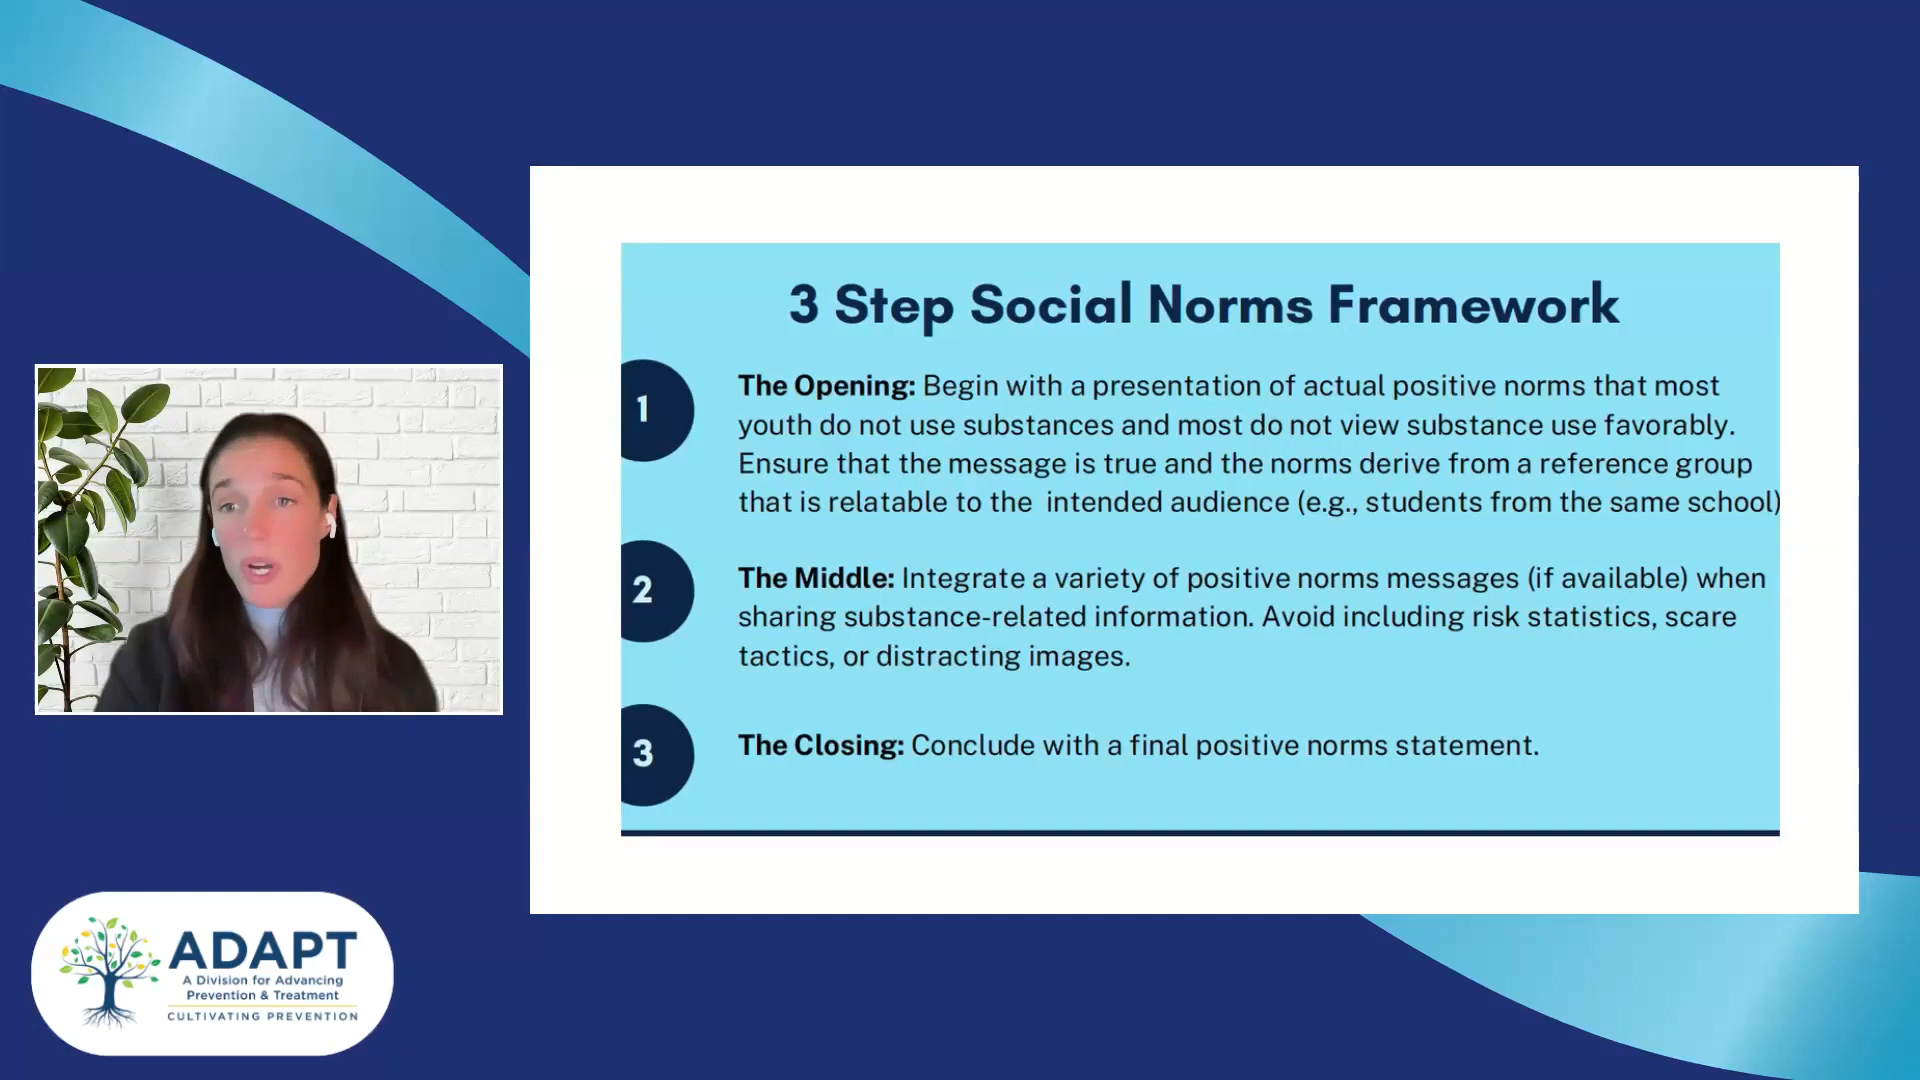 3 Step Social Norms Framework
1
The Opening: Begin with a presentation of actual positive norms that most
youth do not use substances and most do not view substance use favorably.
Ensure that the message is true and the norms derive from a reference group
that is relatable to the intended audience (e.g., students from the same school)
2
The Middle: Integrate a variety of positive norms messages (if available) when
sharing substance-related information. Avoid including risk statistics, scare
tactics, or distracting images.
3
The Closing: Conclude with a final positive norms statement.
ADAPT
A Division for Advancing
Prevention & Treatment
CULTIVATING PREVENTION